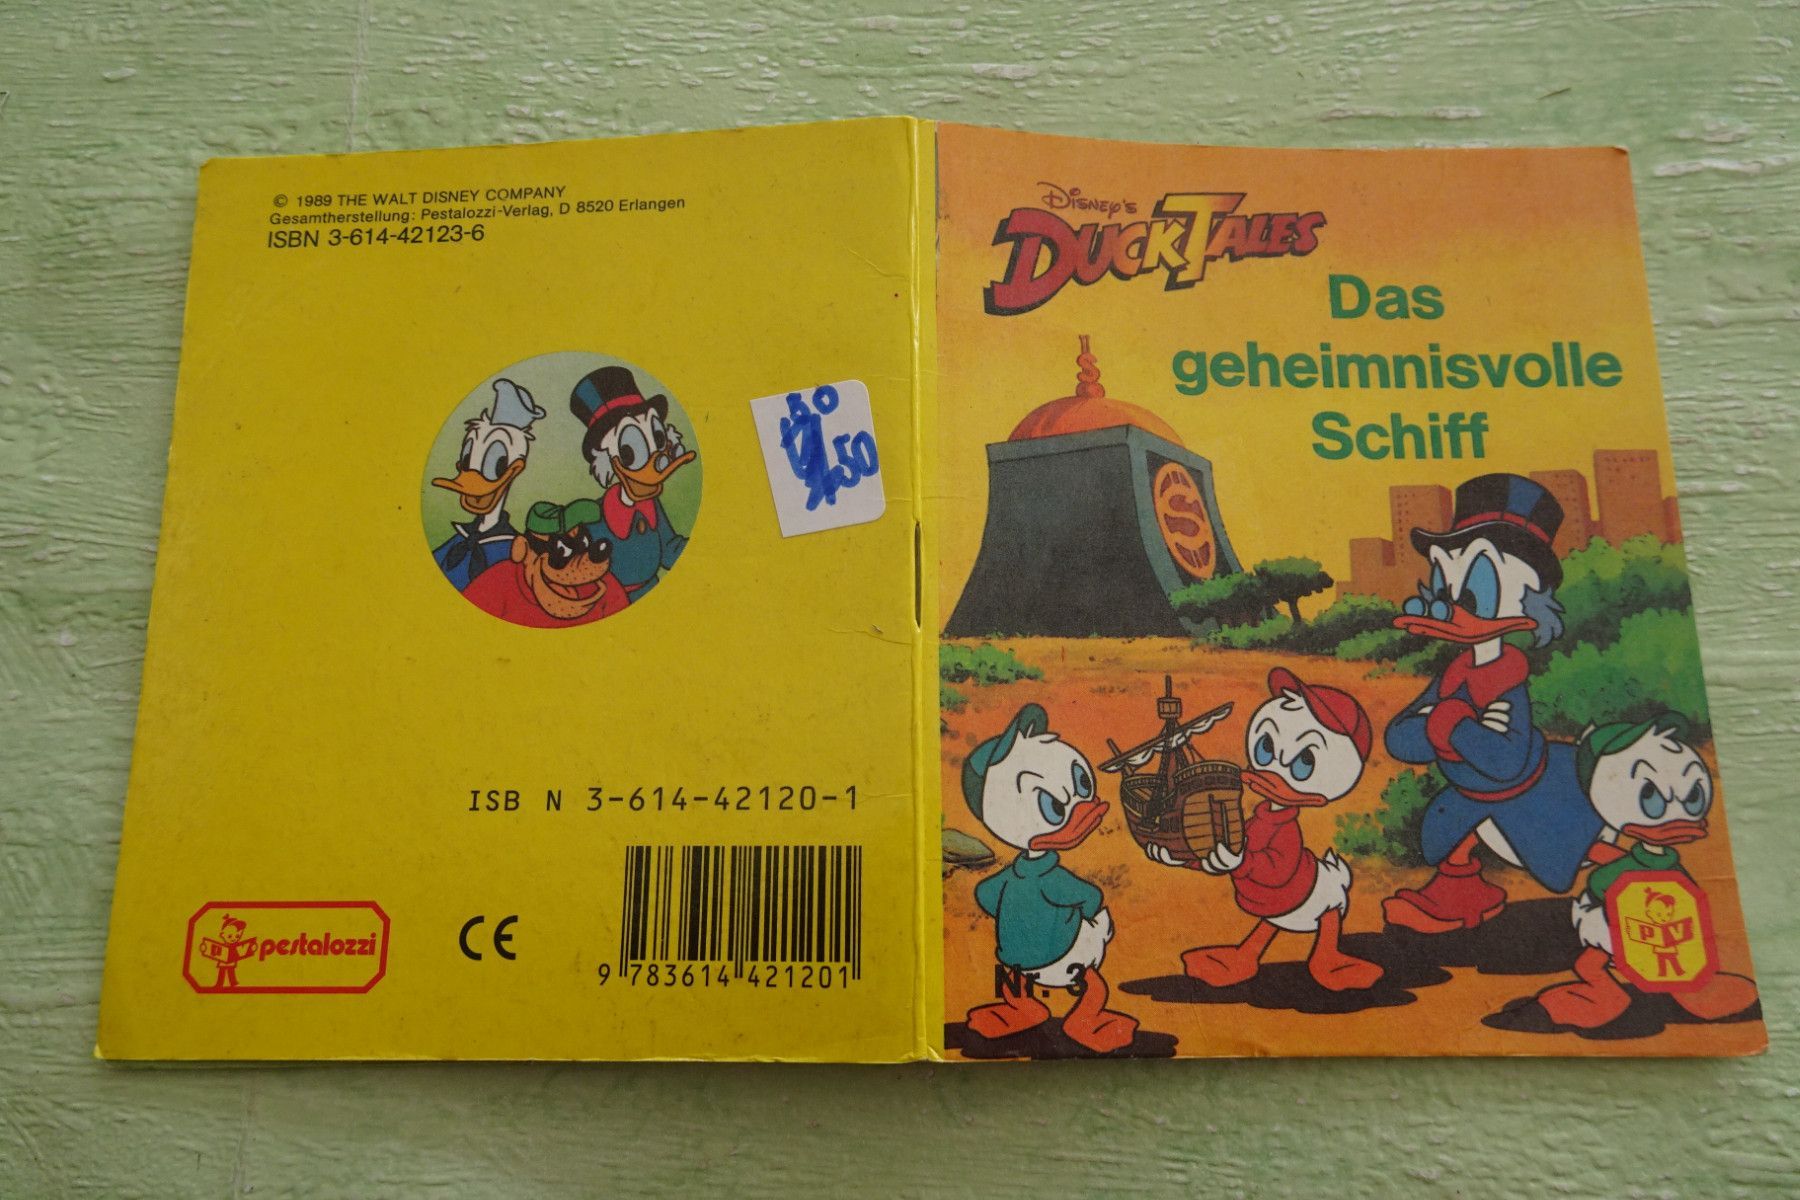 © 1989 THE WALT DISNEY COMPANY
Gesamtherstellung: Pestalozzi-Verlag, D 8520 Erlangen
ISBN 3-614-42123-6
50
ISB N 3-614-42120-1
pestalozzi
CE
9 783614 421201
DISNEY'S
DUCKTALES
Das
geheimnisvolle
Schiff
S
S
Nr. 3
P V